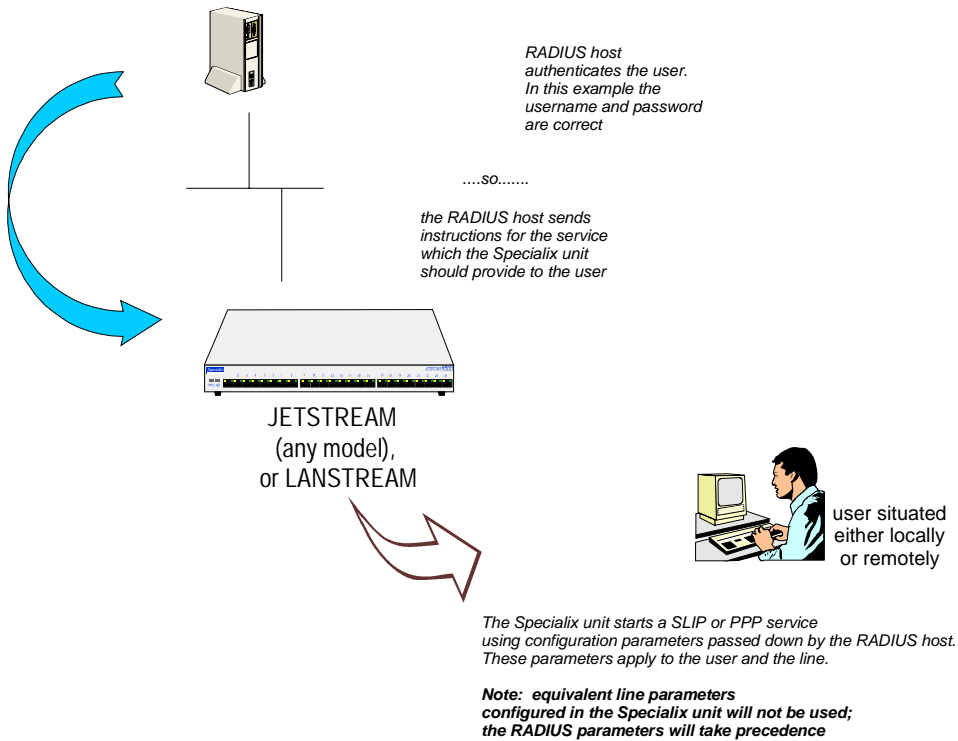 RADIUS host
authenticates the user.
In this example the
username and password
are correct
....so.......
the RADIUS host sends
instructions for the service
which the Specialix unit
should provide to the user
JETSTREAM
(any model),
or LANSTREAM
user situated
either locally
or remotely
The Specialix unit starts a SLIP or PPP service
using configuration parameters passed down by the RADIUS host.
These parameters apply to the user and the line.
Note: equivalent line parameters
configured in the Specialix unit will not be used;
the RADIUS parameters will take precedence